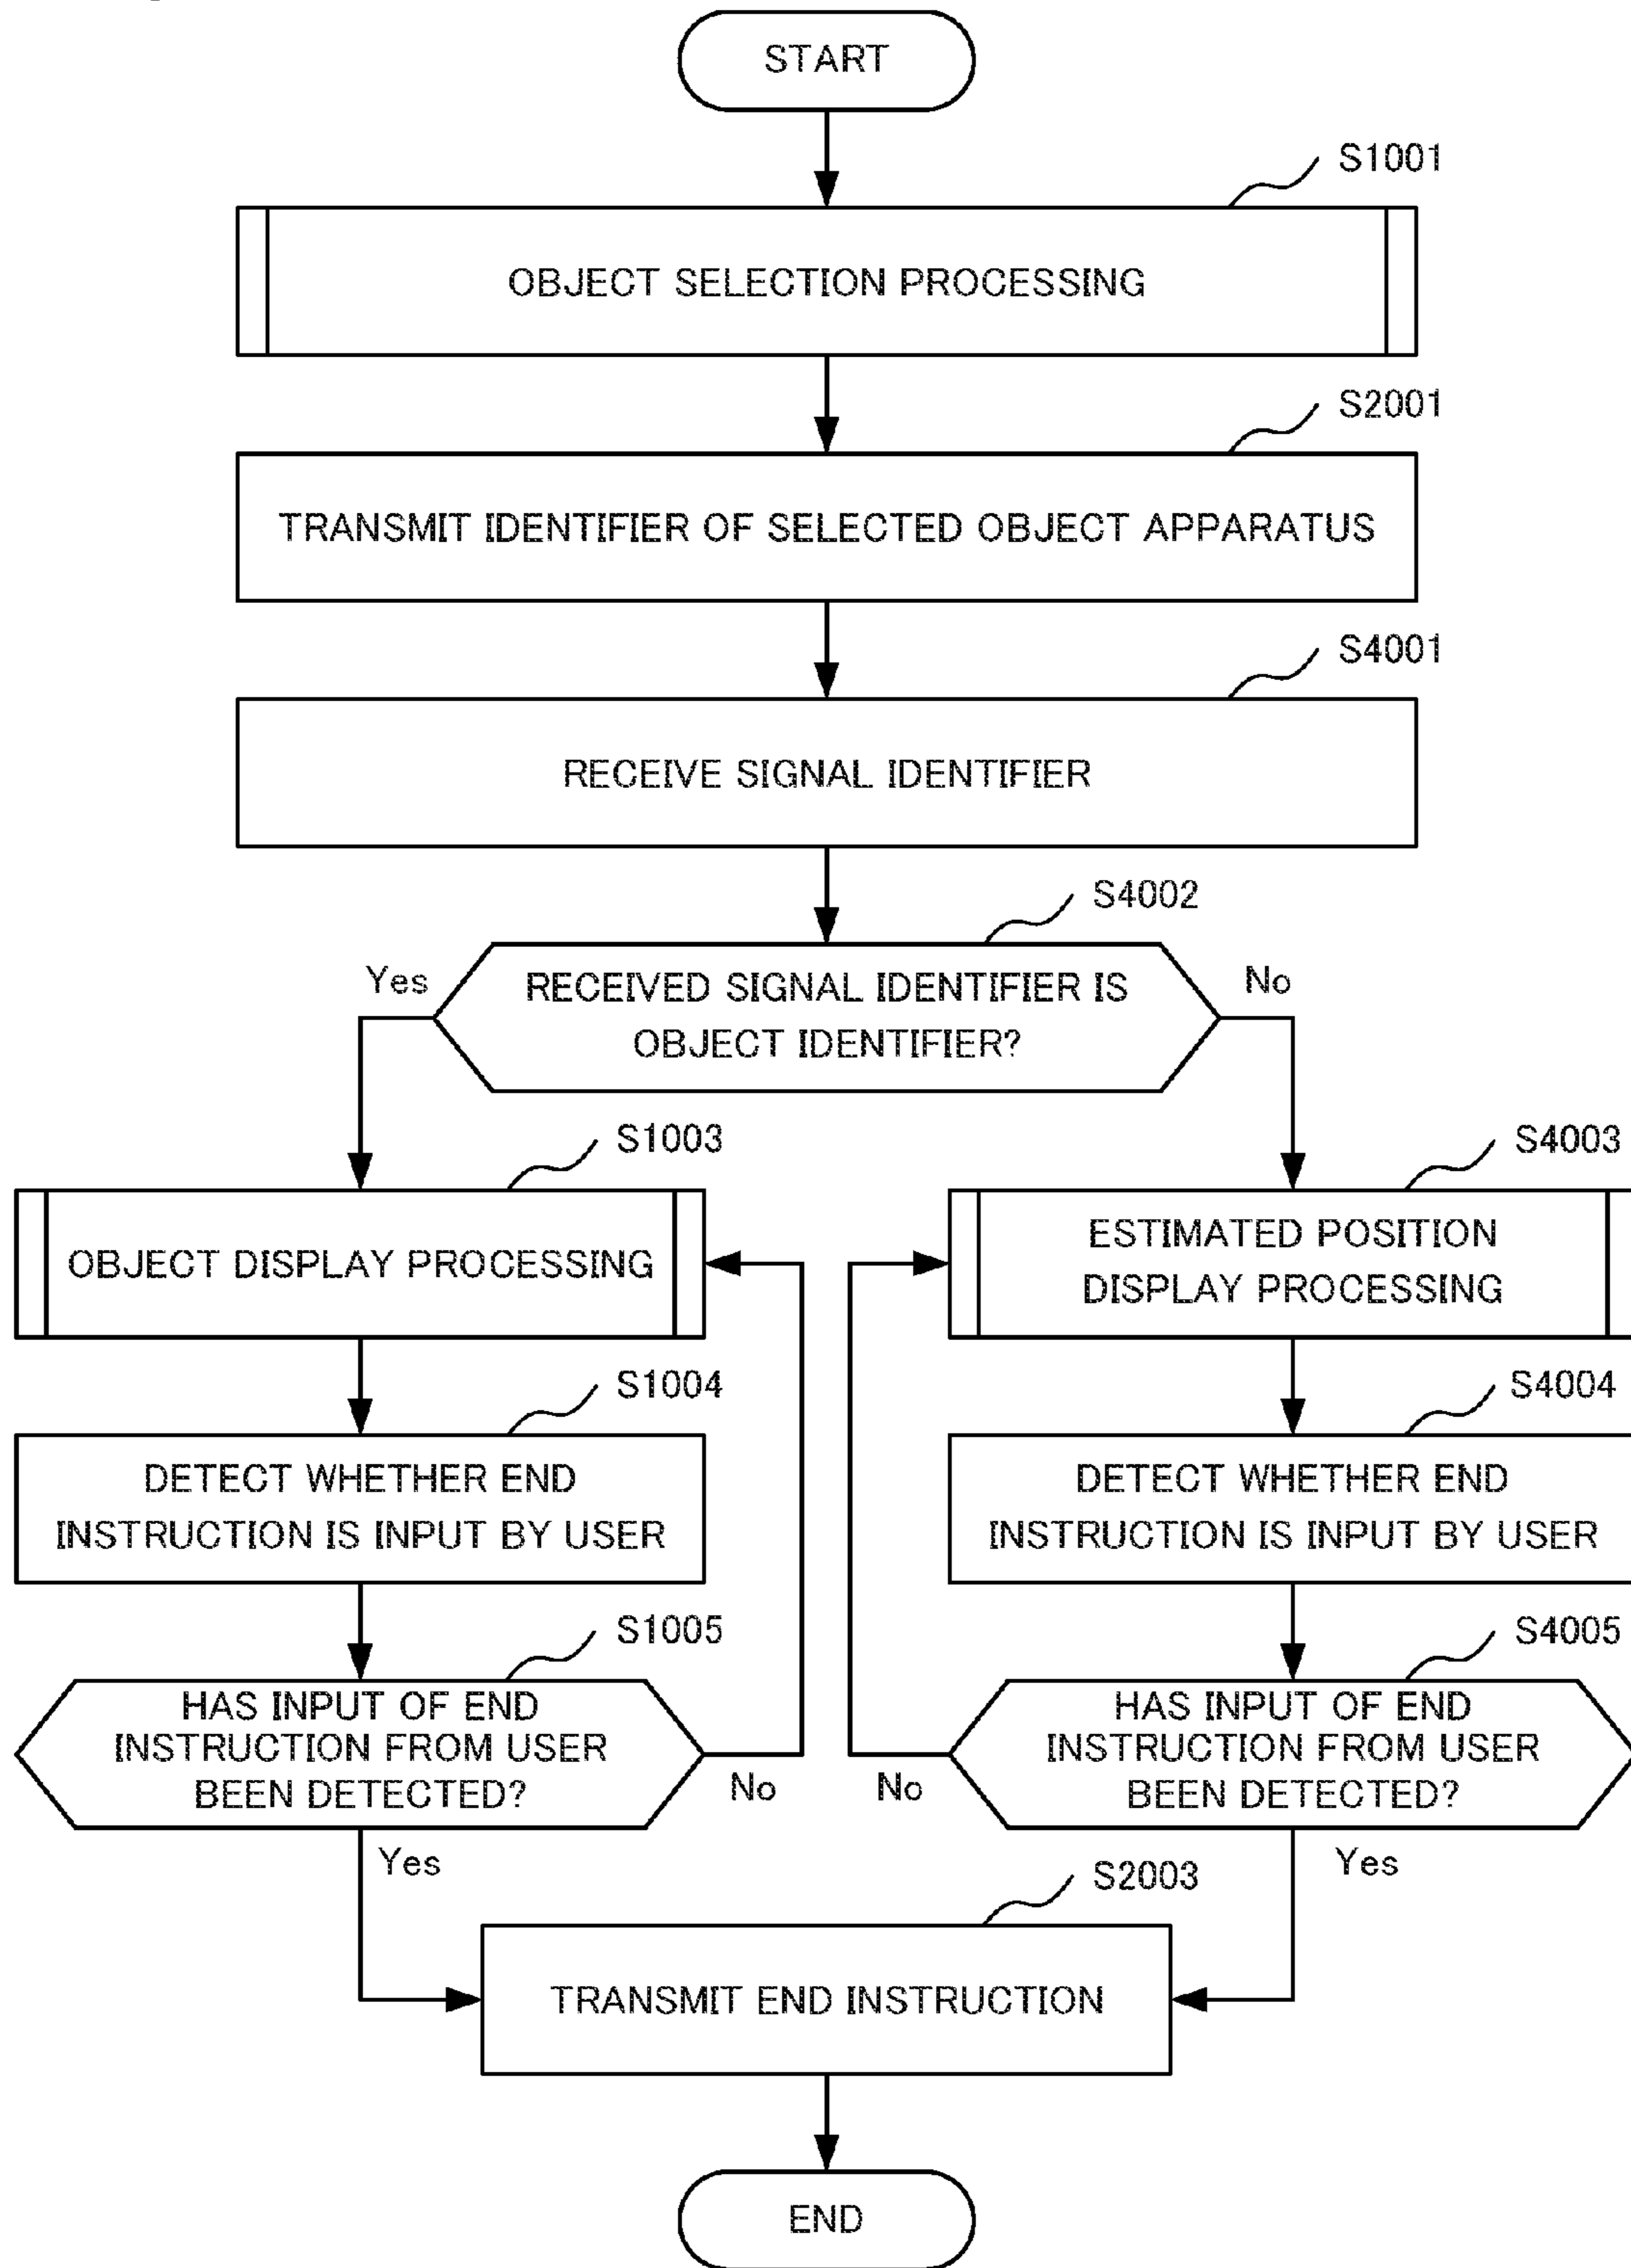 START
S1001
OBJECT SELECTION PROCESSING
S2001
TRANSMIT IDENTIFIER OF SELECTED OBJECT APPARATUS
S4001
RECEIVE SIGNAL IDENTIFIER
S4002
Yes
RECEIVED SIGNAL IDENTIFIER IS
OBJECT IDENTIFIER?
No
S1003
OBJECT DISPLAY PROCESSING
S4003
ESTIMATED POSITION
DISPLAY PROCESSING
S1004
DETECT WHETHER END
INSTRUCTION IS INPUT BY USER
S4004
DETECT WHETHER END
INSTRUCTION IS INPUT BY USER
S1005
HAS INPUT OF END
INSTRUCTION FROM USER
BEEN DETECTED?
No
Yes
S4005
HAS INPUT OF END
INSTRUCTION FROM USER
BEEN DETECTED?
No
Yes
S2003
TRANSMIT END INSTRUCTION
END